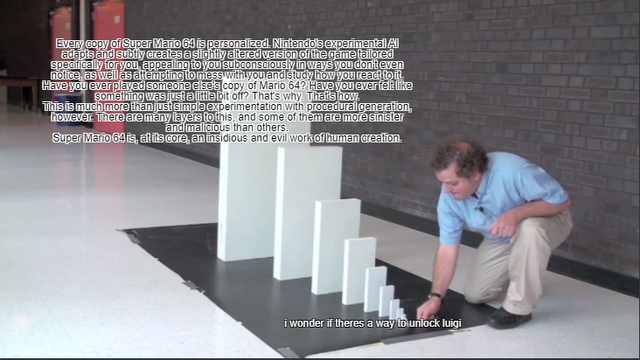 Every copy of Super Mario 64 is personalized. Nintendo's experimental AI
adapts and subtly creates a slightly altered version of the game tailored
specifically for you, appealing to you subconsciously in ways you don't even
notice, as well as attempting to mess with you and study how you react to it.
Have you ever played someone else's copy of Mario 64? Have you ever felt like
something was just a little bit off? That's why. That's how.
This is much more than just simple experimentation with procedural generation,
however. There are many layers to this, and some of them are more sinister
and malicious than others.
Super Mario 64 is, at its core, an insidious and evil work of human creation.
i wonder if theres a way to unlock luigi